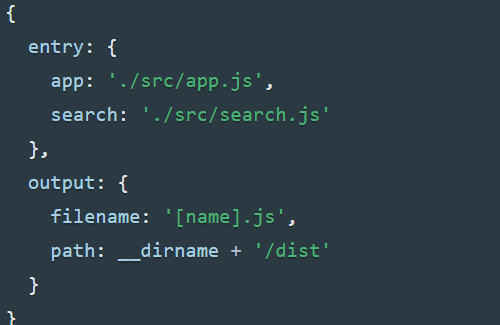 {
  entry: {
    app: './src/app.js',
    search: './src/search.js'
  },
  output: {
    filename: '[name].js',
    path: __dirname + '/dist'
  }
}